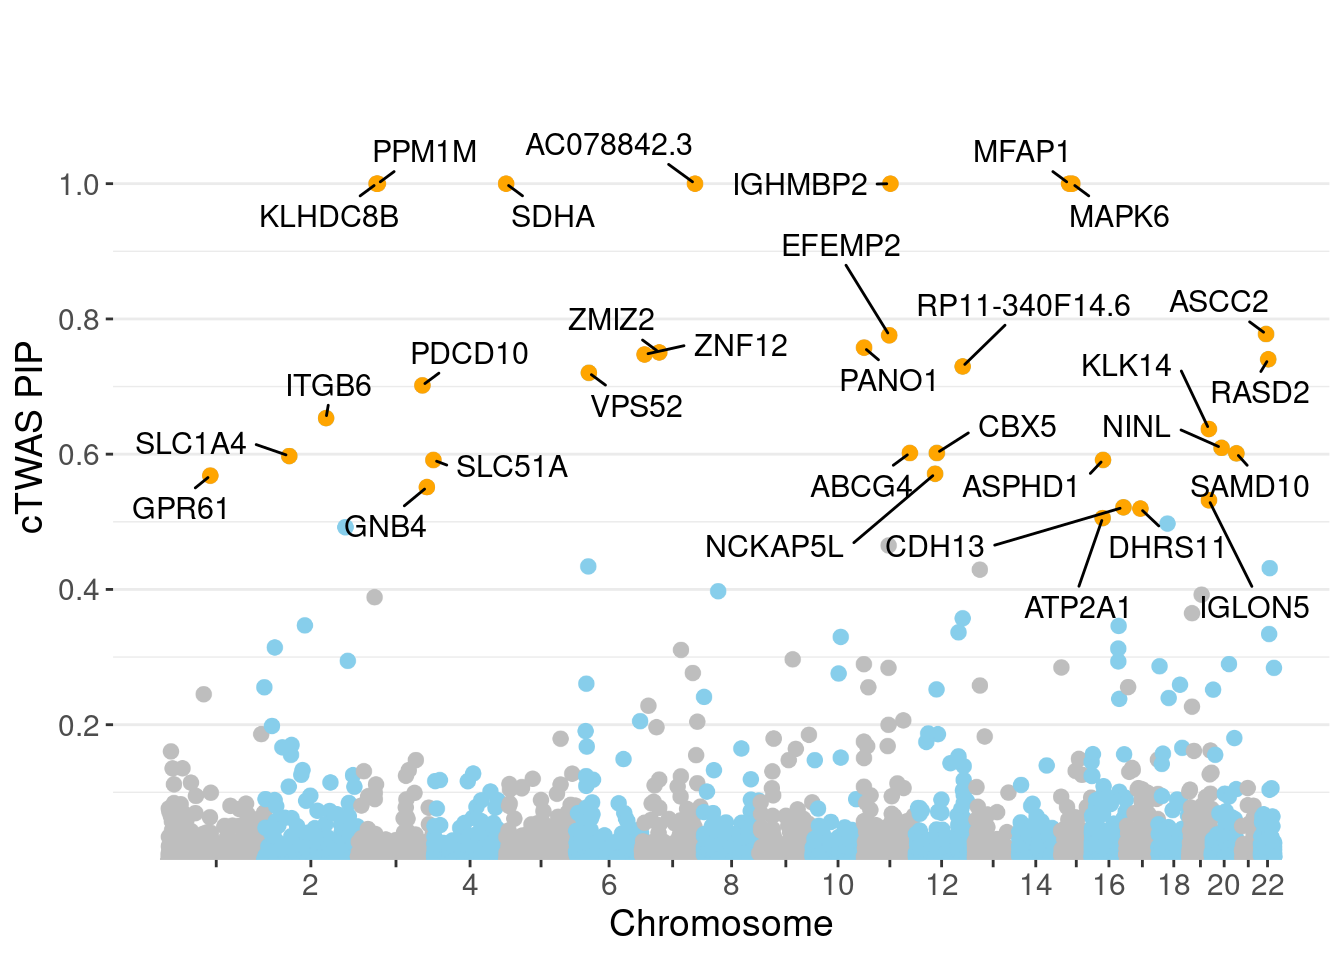 AC078842.3
PPM1M
MFAP1
1.0
IGHMBP2
KLHDC8B
SDHA
MAPK6
EFEMP2
RP11-340F14.6
ASCC2
0.8
ZMIZ2
ZNF12
PDCD10
KLK14
PANO1
ITGB6
RASD2
VPS52
CBX5
NINL
SLC1A4
0.6
SLC51A
ABCG4
ASPHD1
SAMD10
GPR61
GNB4
NCKAP5L
CDH13
DHRS11
0.4
ATP2A1
IGLON5
0.2
cTWAS PIP
2 4 6 8 10 12 14 16 18 20 22
Chromosome